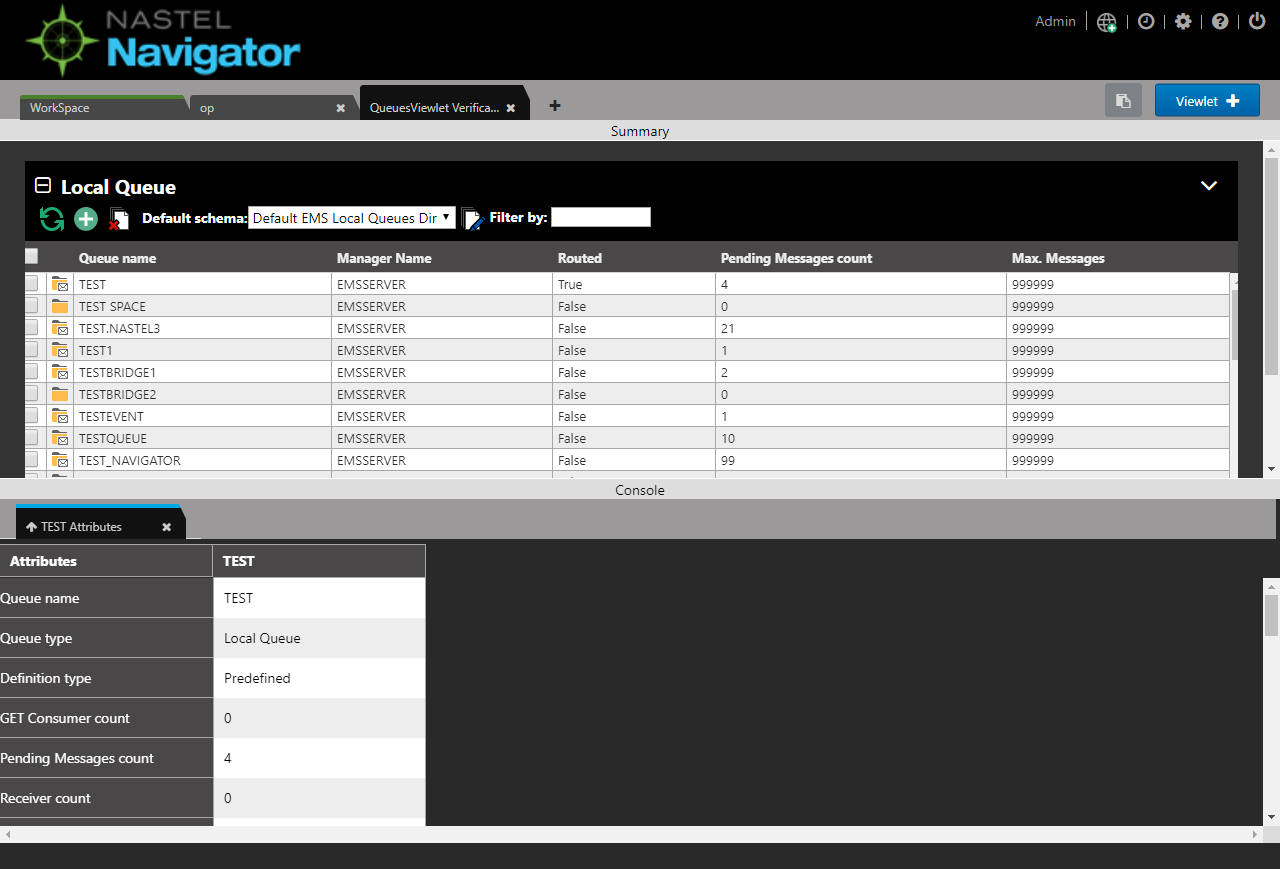 NASTEL
Navigator
Admin
WorkSpace
op
QueuesViewlet Verifica...
Viewlet
Summary
Local Queue
Default schema: Default EMS Local Queues Dir Filter by:
Queue name Manager Name Routed Pending Messages count Max. Messages
TEST EMSSERVER True 4 999999
TEST SPACE EMSSERVER False 0 999999
TEST.NASTEL3 EMSSERVER False 21 999999
TEST1 EMSSERVER False 1 999999
TESTBRIDGE1 EMSSERVER False 2 999999
TESTBRIDGE2 EMSSERVER False 0 999999
TESTEVENT EMSSERVER False 1 999999
TESTQUEUE EMSSERVER False 10 999999
TEST_NAVIGATOR EMSSERVER False 99 999999
Console
TEST Attributes
Attributes TEST
Queue name TEST
Queue type Local Queue
Definition type Predefined
GET Consumer count 0
Pending Messages count 4
Receiver count 0